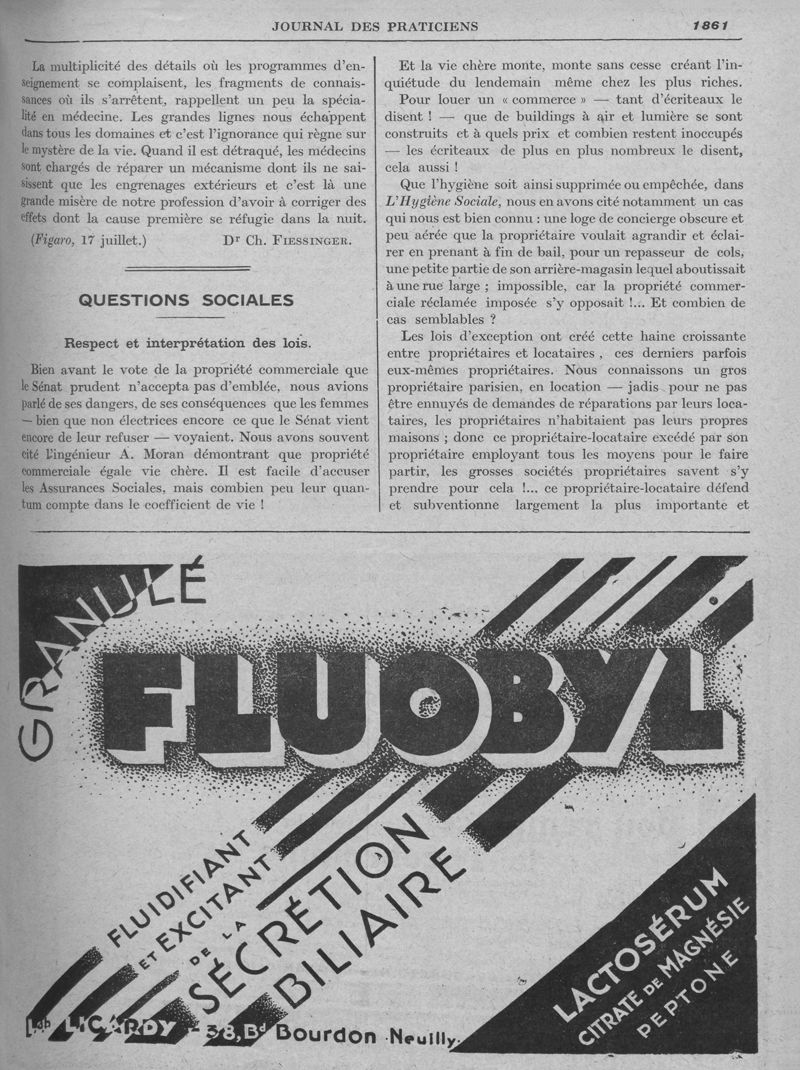 JOURNAL DES PRATICIENS 1861
La multiplicité des détails où les programmes d'en-
seignement se complaisent, les fragments de connais-
sances où ils s'arrêtent, rappellent un peu la spécia-
lité en médecine. Les grandes lignes nous échappent
dans tous les domaines et c'est l'ignorance qui règne sur
le mystère de la vie. Quand il est détraqué, les médecins
sont chargés de réparer un mécanisme dont ils ne sai-
sissent que les engrenages extérieurs et c'est là une
grande misère de notre profession d'avoir à corriger des
effets dont la cause première se réfugie dans la nuit.
(Figaro, 17 juillet.) Dr Ch. FIESSINGER.
QUESTIONS SOCIALES
Respect et interprétation des lois.
Bien avant le vote de la propriété commerciale que
le Sénat prudent n'accepta pas d'emblée, nous avions
parlé de ses dangers, de ses conséquences que les femmes
— bien que non électrices encore ce que le Sénat vient
encore de leur refuser — voyaient. Nous avons souvent
cité l'ingénieur A. Moran démontrant que propriété
commerciale égale vie chère. Il est facile d'accuser
les Assurances Sociales, mais combien peu leur quan-
tum compte dans le coefficient de vie !
Et la vie chère monte, monte sans cesse créant l'in-
quiétude du lendemain même chez les plus riches.
Pour louer un « commerce » — tant d'écriteaux le
disent ! — que de buildings à air et lumière se sont
construits et à quels prix et combien restent inoccupés
— les écriteaux de plus en plus nombreux le disent,
cela aussi !
Que l'hygiène soit ainsi supprimée ou empêchée, dans
L'Hygiène Sociale, nous en avons cité notamment un cas
qui nous est bien connu : une loge de concierge obscure et
peu aérée que la propriétaire voulait agrandir et éclai-
rer en prenant à fin de bail, pour un repasseur de cols,
une petite partie de son arrière-magasin lequel aboutissait
à une rue large ; impossible, car la propriété commer-
ciale réclamée imposée s'y opposait !... Et combien de
cas semblables ?
Les lois d'exception ont créé cette haine croissante
entre propriétaires et locataires , ces derniers parfois
eux-mêmes propriétaires. Nous connaissons un gros
propriétaire parisien, en location — jadis pour ne pas
être ennuyés de demandes de réparations par leurs loca-
taires, les propriétaires n'habitaient pas leurs propres
maisons ; donc ce propriétaire-locataire excédé par son
propriétaire employant tous les moyens pour le faire
partir, les grosses sociétés propriétaires savent s'y
prendre pour cela !... ce propriétaire-locataire défend
et subventionne largement la plus importante et
GRANULÉ
FLUOBYL
FLUIDIFIANT
ET EXCITANT
DE LA
SÉCRÉTION
BILIAIRE
LACTOSÉRUM
CITRATE DE MAGNÉSIE
PEPTONE
Lab LICARDY - 38, Bd Bourdon - Neuilly.